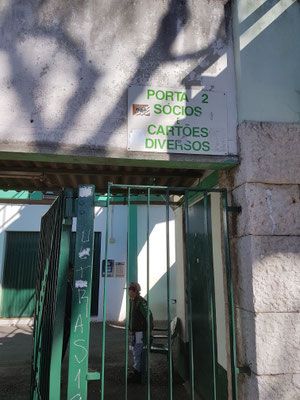 PORTA 2
SÓCIOS
E
CARTÕES
DIVERSOS